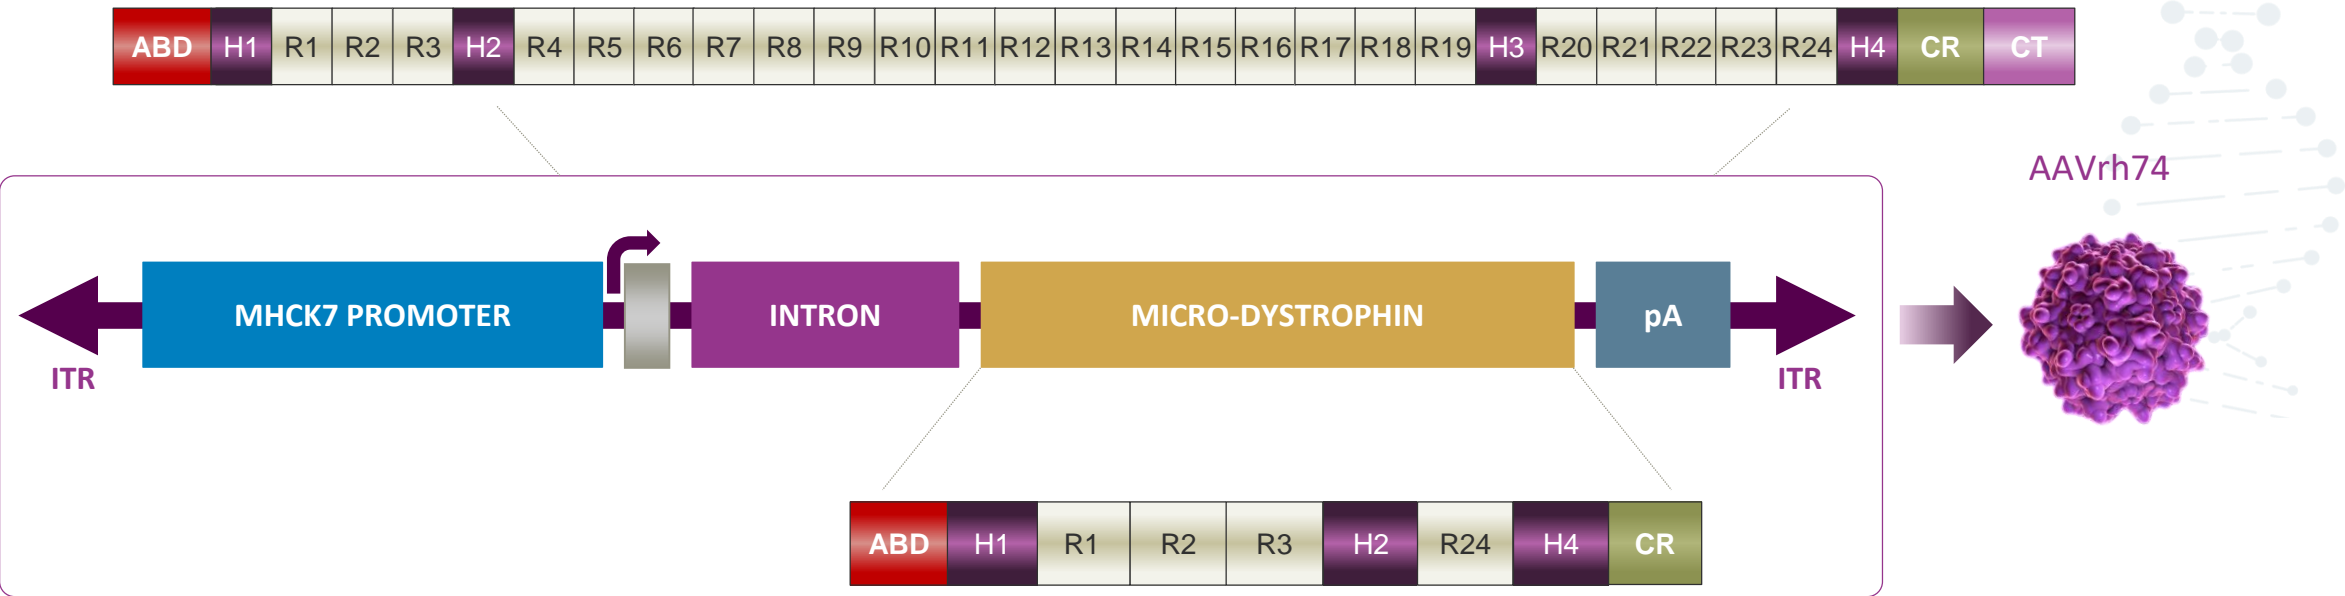 ABD H1 R1 R2 R3 H2 R4 R5 R6 R7 R8 R9 R10 R11 R12 R13 R14 R15 R16 R17 R18 R19 H3 R20 R21 R22 R23 R24 H4 CR CT
AAVrh74
MHCK7 PROMOTER INTRON MICRO-DYSTROPHIN pA
ITR ITR
ABD H1 R1 R2 R3 H2 R24 H4 CR